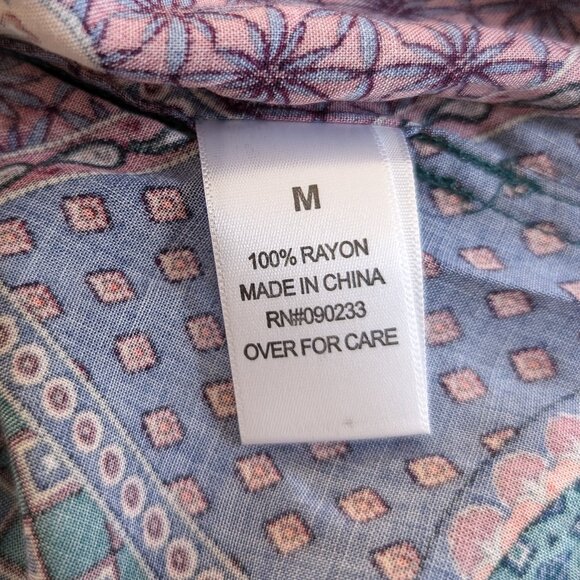 M
100% RAYON
MADE IN CHINA
RN#090233
OVER FOR CARE